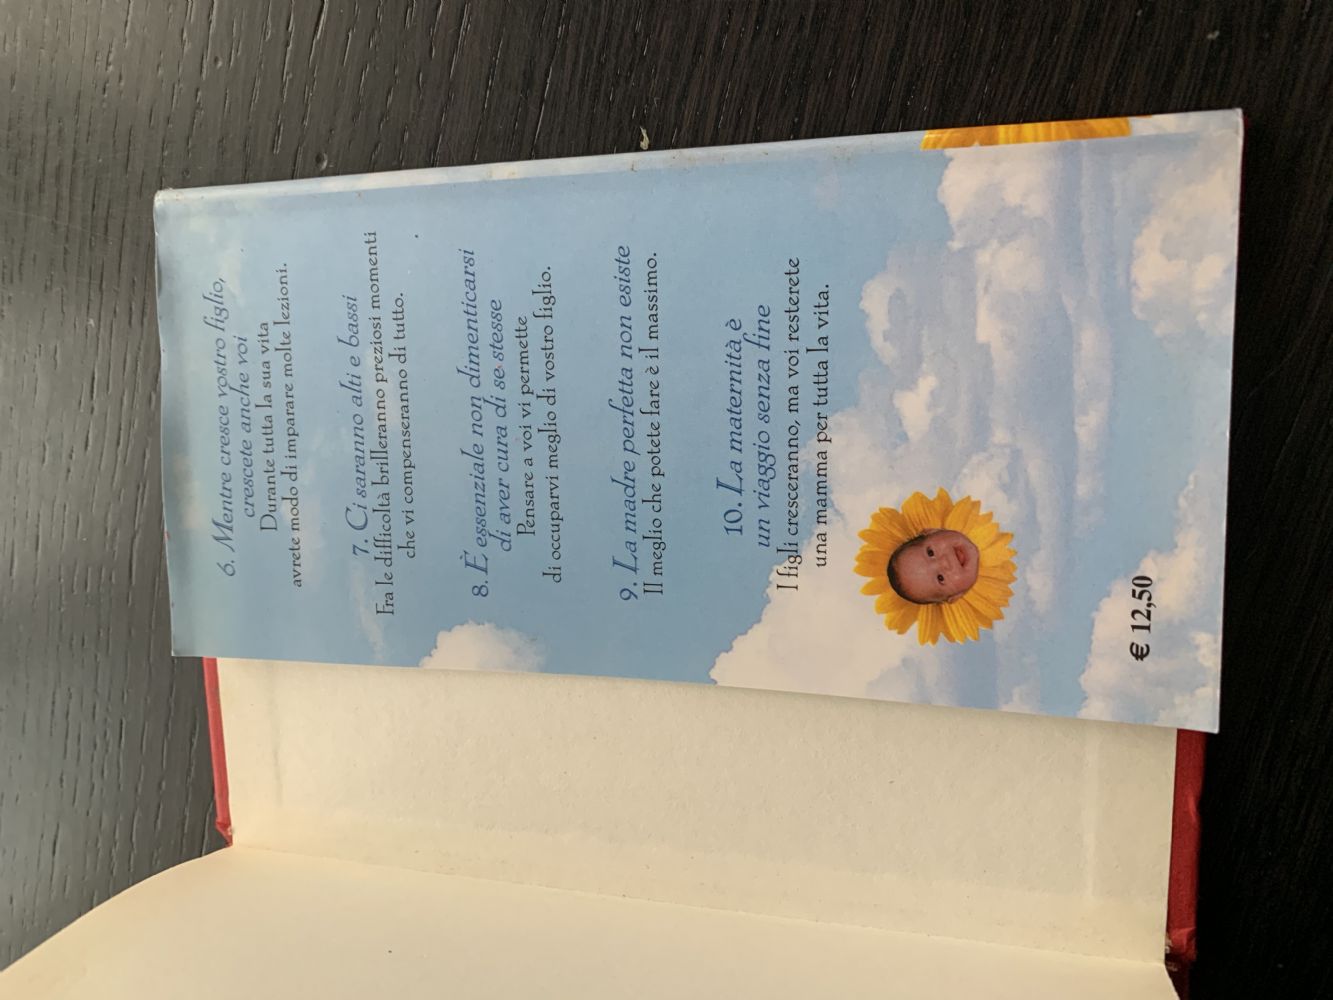 6. Mentre cresce vostro figlio,
crescete anche voi
Durante tutta la sua vita
avrete modo di imparare molte lezioni.
7. Ci saranno alti e bassi
Fra le difficoltà brilleranno preziosi momenti
che vi compenseranno di tutto.
8. È essenziale non dimenticarsi
di aver cura di se stesse
Pensare a voi vi permette
di occuparvi meglio di vostro figlio.
9. La madre perfetta non esiste
Il meglio che potete fare è il massimo.
10. La maternità è
un viaggio senza fine
I figli cresceranno, ma voi resterete
una mamma per tutta la vita.
€ 12,50